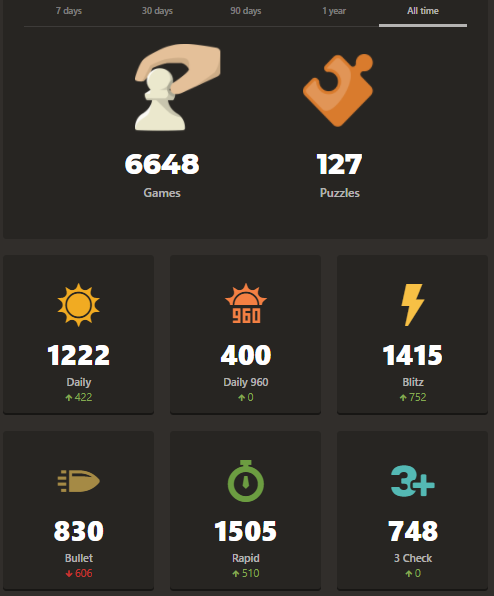 7 days 30 days 90 days 1 year All time
6648 127
Games Puzzles
960
1222 400 1415
Daily Daily 960 Blitz
↑ 422 ↑ 0 ↑ 752
3+
830 1505 748
Bullet Rapid 3 Check
↓ 606 ↑ 510 ↑ 0